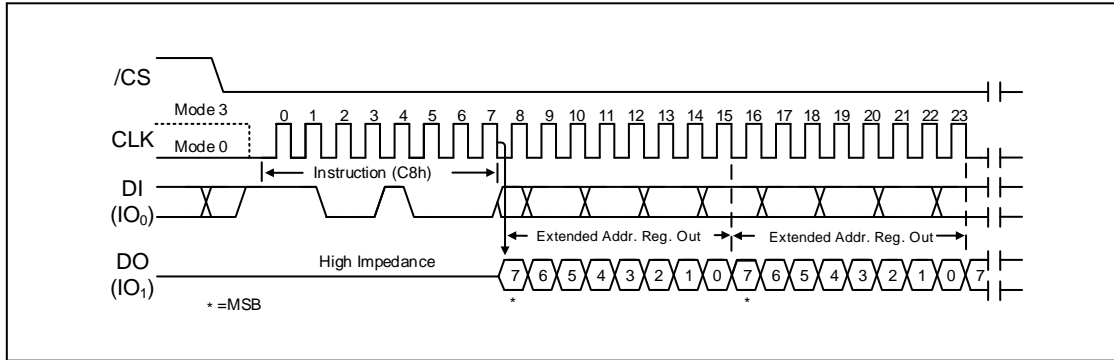 /CS
Mode 3
0 1 2 3 4 5 6 7 8 9 10 11 12 13 14 15 16 17 18 19 20 21 22 23
CLK
Mode 0
Instruction (C8h)
DI
(IO₀)
Extended Addr. Reg. Out Extended Addr. Reg. Out
DO
High Impedance
7 6 5 4 3 2 1 0 7 6 5 4 3 2 1 0 7
(IO₁)
* =MSB * *